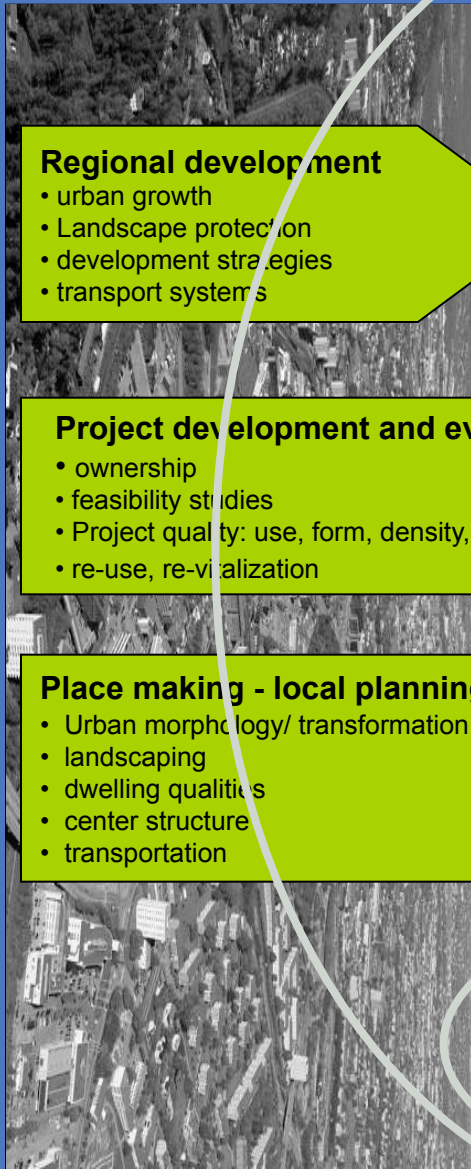 Regional development
• urban growth
• Landscape protection
• development strategies
• transport systems
Project development and ev
• ownership
• feasibility studies
• Project quality: use, form, density,
• re-use, re-vitalization
Place making - local planning
• Urban morphology/ transformation
• landscaping
• dwelling qualities
• center structure
• transportation